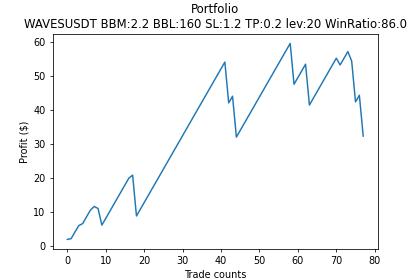 Portfolio
WAVESUSDT BBM:2.2 BBL:160 SL:1.2 TP:0.2 lev:20 WinRatio:86.0
60
50
40
30
20
10
0
Profit ($)
0 10 20 30 40 50 60 70 80
Trade counts